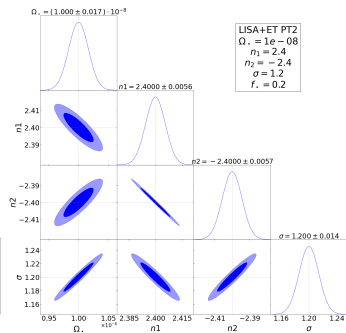 Ω* = (1.000 ± 0.017) · 10⁻⁸
LISA+ET PT2
Ω* = 1e − 08
n₁ = 2.4
n₂ = − 2.4
σ = 1.2
f* = 0.2
n1 = 2.4000 ± 0.0056
2.41
2.40
2.39
n1
n2 = −2.4000 ± 0.0057
−2.39
−2.40
−2.41
n2
σ = 1.200 ± 0.014
1.24
1.22
1.20
1.18
1.16
σ
0.95 1.00 1.05 2.385 2.400 2.415 −2.41 −2.39 1.16 1.20 1.24
×10⁻⁸
Ω* n1 n2 σ